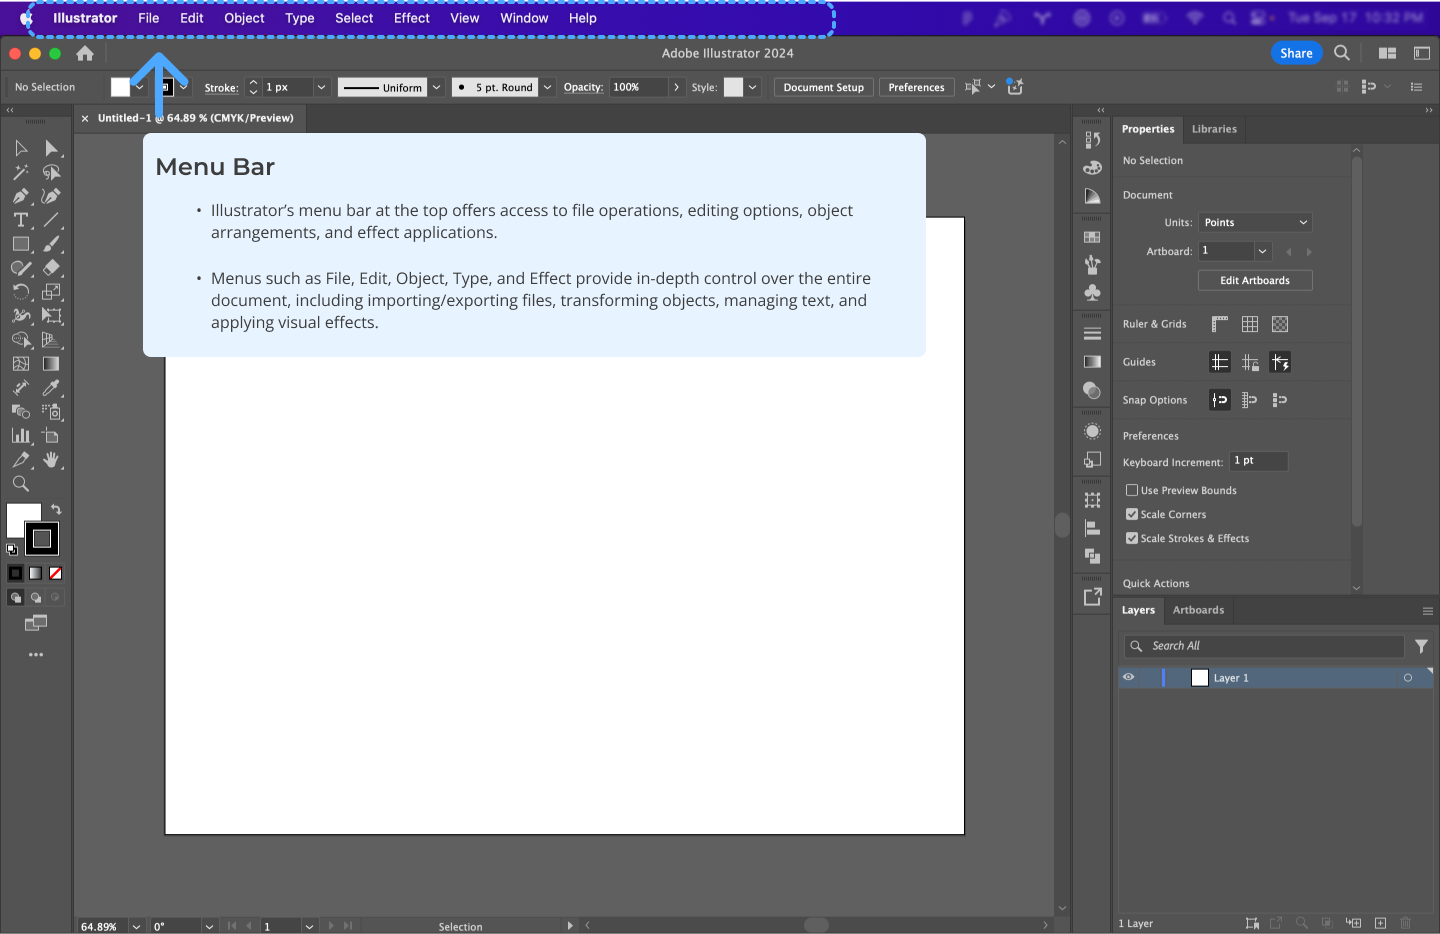 Illustrator File Edit Object Type Select Effect View Window Help Tue Sep 17 10:32 PM
Adobe Illustrator 2024
Share
No Selection Stroke: 1 px Uniform 5 pt. Round Opacity: 100% Style: Document Setup Preferences
Untitled-1 @ 64.89 % (CMYK/Preview)
Menu Bar
• Illustrator’s menu bar at the top offers access to file operations, editing options, object
arrangements, and effect applications.
• Menus such as File, Edit, Object, Type, and Effect provide in-depth control over the entire
document, including importing/exporting files, transforming objects, managing text, and
applying visual effects.
Properties Libraries
No Selection
Document
Units: Points
Artboard: 1
Edit Artboards
Ruler & Grids
Guides
Snap Options
Preferences
Keyboard Increment: 1 pt
Use Preview Bounds
Scale Corners
Scale Strokes & Effects
Quick Actions
Layers Artboards
Search All
Layer 1
1 Layer
64.89% 0° 1 Selection